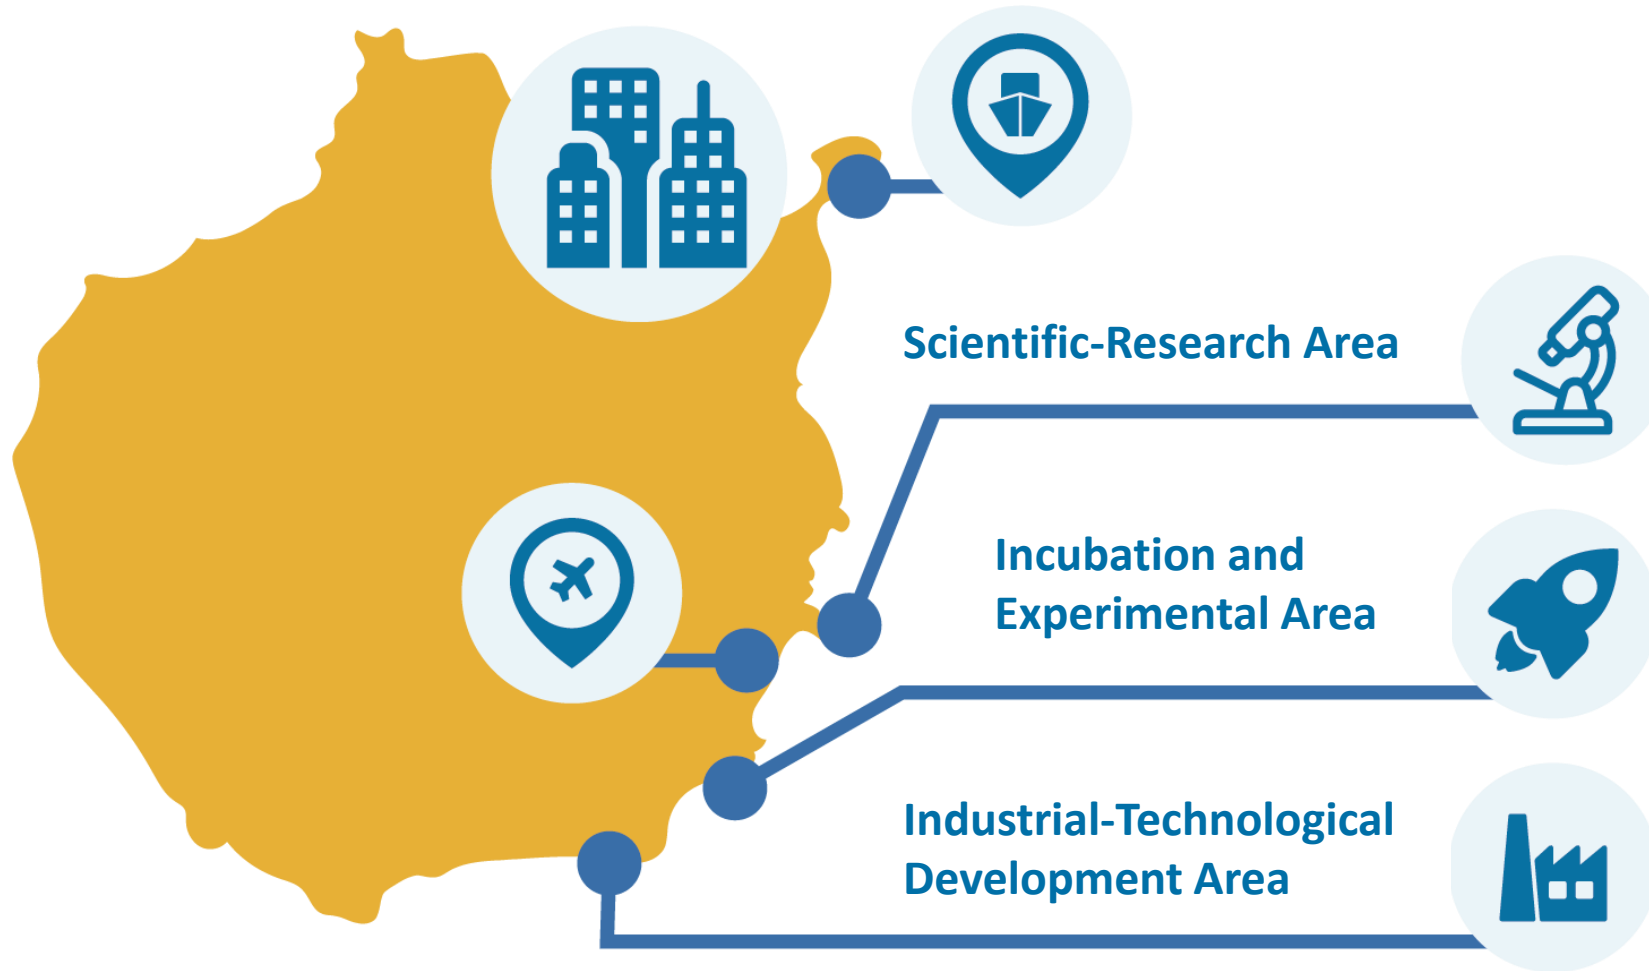 Scientific-Research Area
Incubation and
Experimental Area
Industrial-Technological
Development Area